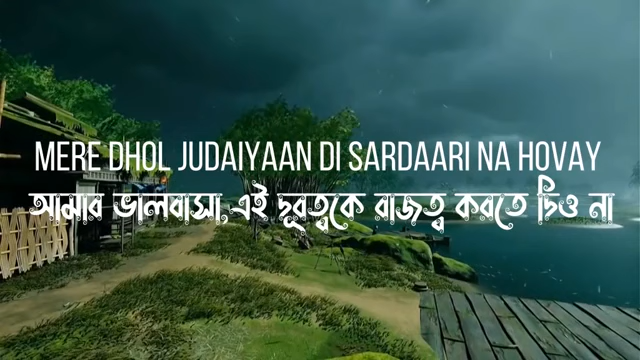 MERE DHOL JUDAIYAAN DI SARDAARI NA HOVAY
আমার ভালবাসা,এই দূরত্বকে রাজত্ব করতে দিও না